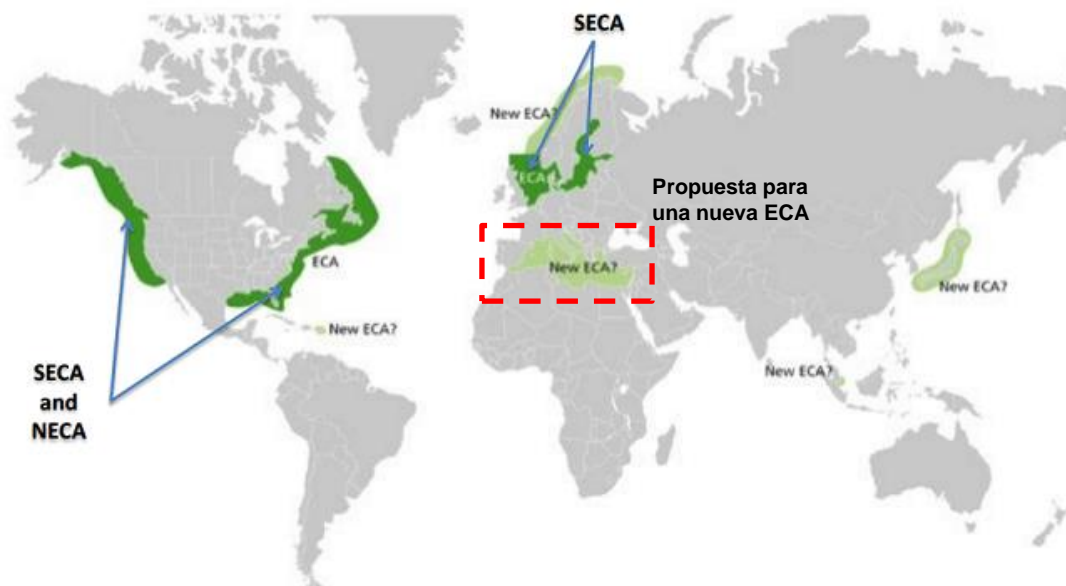 SECA
New ECA?
ECA
Propuesta para
una nueva ECA
ECA
New ECA?
New ECA?
New ECA?
New ECA?
SECA
and
NECA